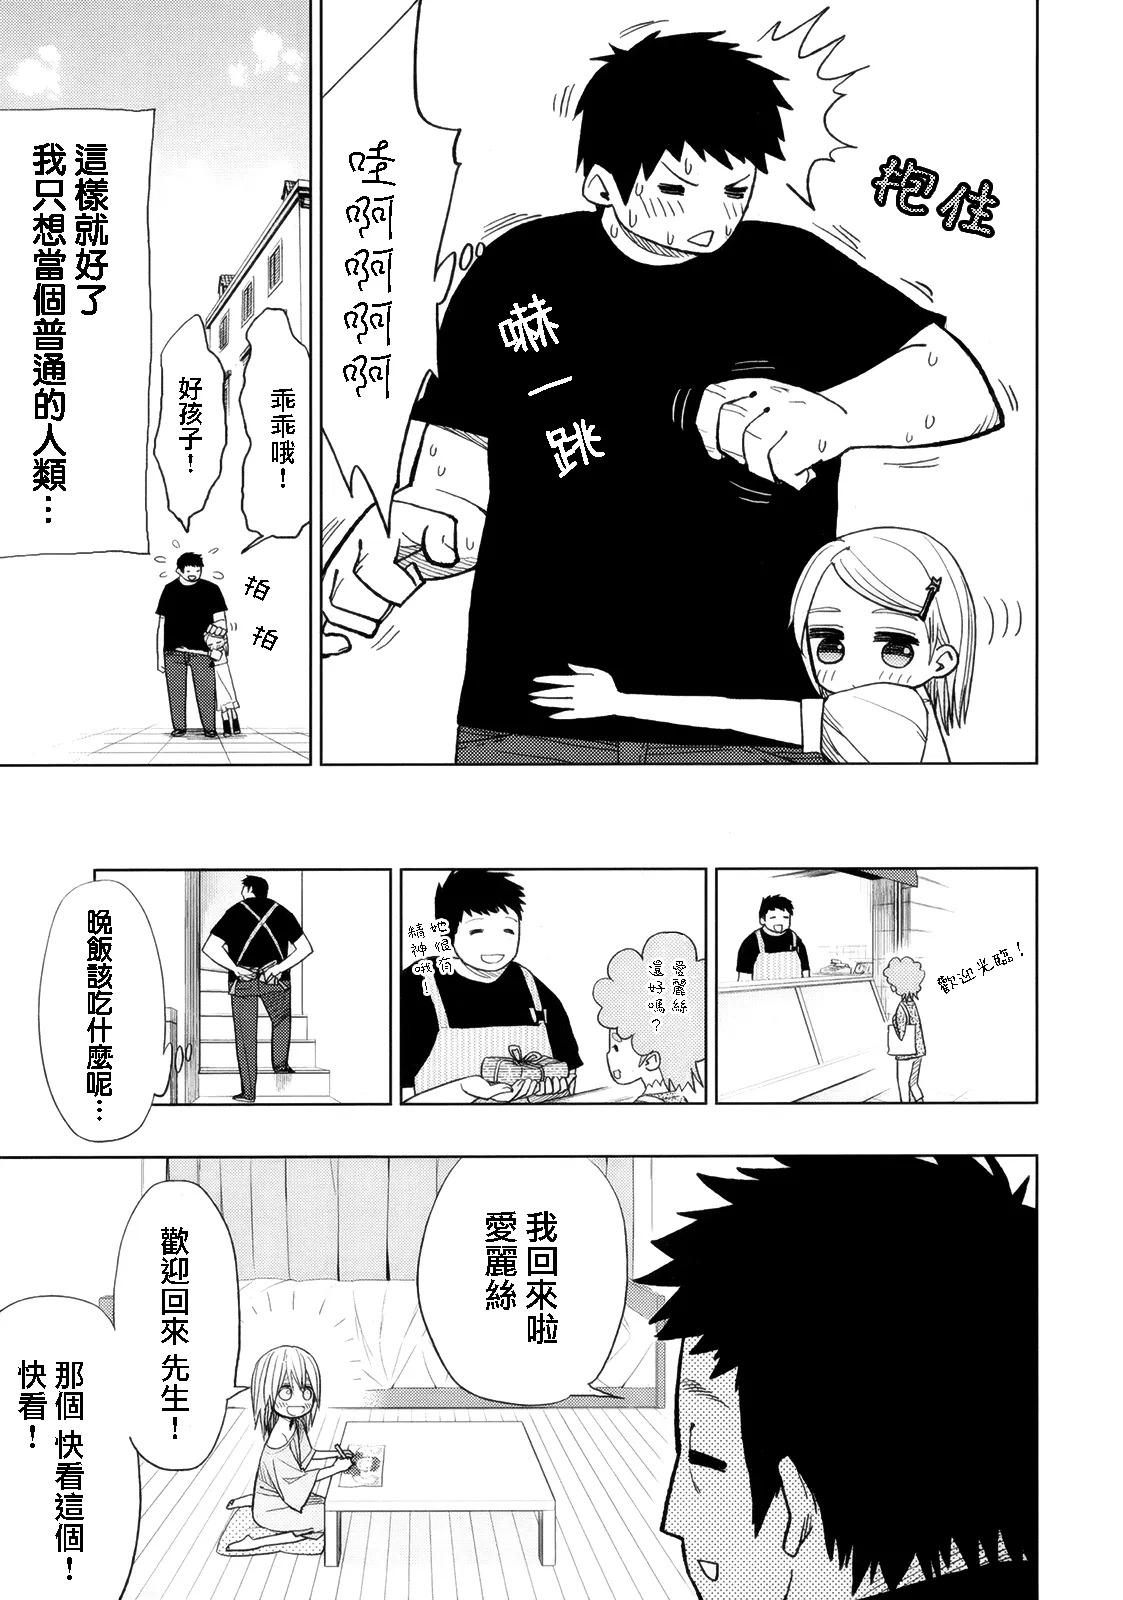 抱住
嚇一跳
哇啊啊啊啊
乖乖哦！
好孩子！
拍
拍
這樣就好了
我只想當個普通的人類…
歡迎光臨！
愛麗絲
還好嗎？
她很有
精神哦！
晚飯該吃什麼呢…
我回來啦
愛麗絲
歡迎回來 先生！
那個 快看這個！
快看！